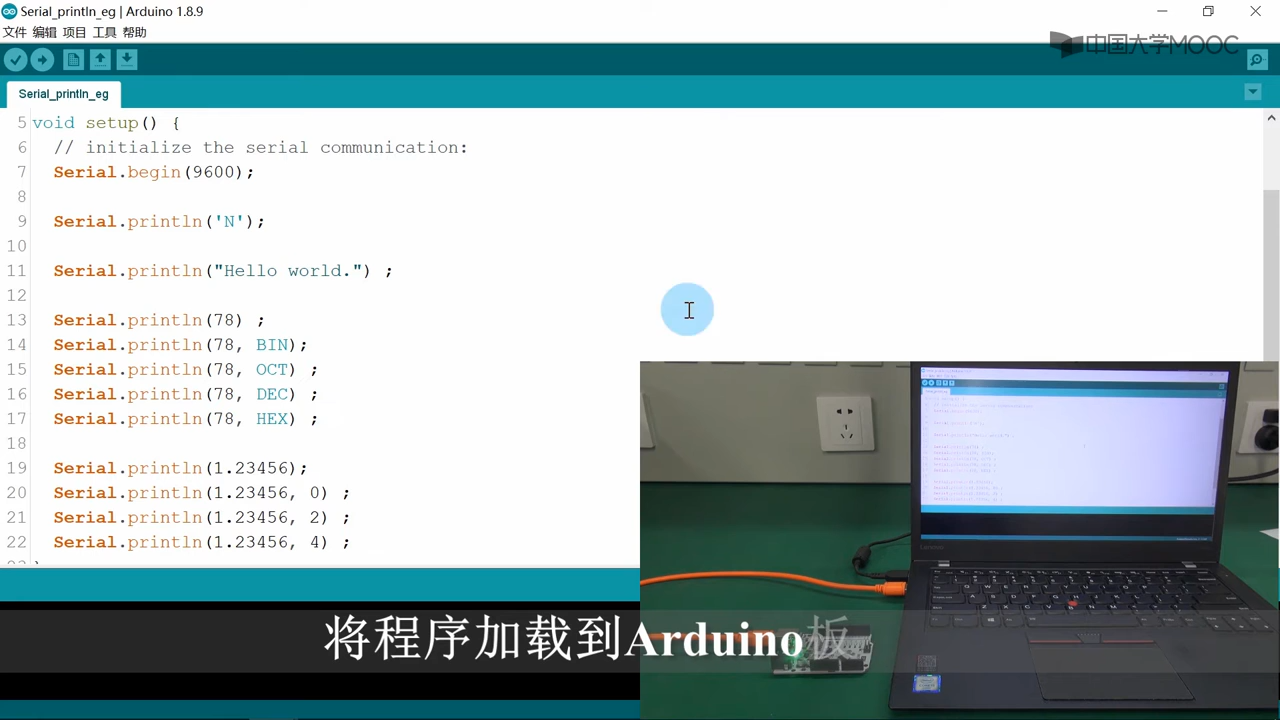 Serial_println_eg | Arduino 1.8.9
文件 编辑 项目 工具 帮助
中国大学MOOC
Serial_println_eg
5 void setup() {
6 // initialize the serial communication:
7 Serial.begin(9600);
8
9 Serial.println('N');
10
11 Serial.println("Hello world.") ;
12
13 Serial.println(78) ;
14 Serial.println(78, BIN);
15 Serial.println(78, OCT) ;
16 Serial.println(78, DEC) ;
17 Serial.println(78, HEX) ;
18
19 Serial.println(1.23456);
20 Serial.println(1.23456, 0) ;
21 Serial.println(1.23456, 2) ;
22 Serial.println(1.23456, 4) ;
将程序加载到Arduino板